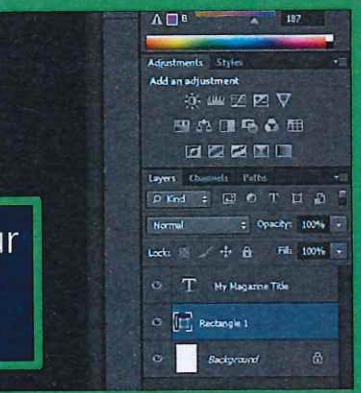 B 187
Adjustments Styles
Add an adjustment
Layers Channels Paths
Kind T
Normal Opacity: 100%
Lock: Fill: 100%
ur
T My Magazine Title
Rectangle 1
Background